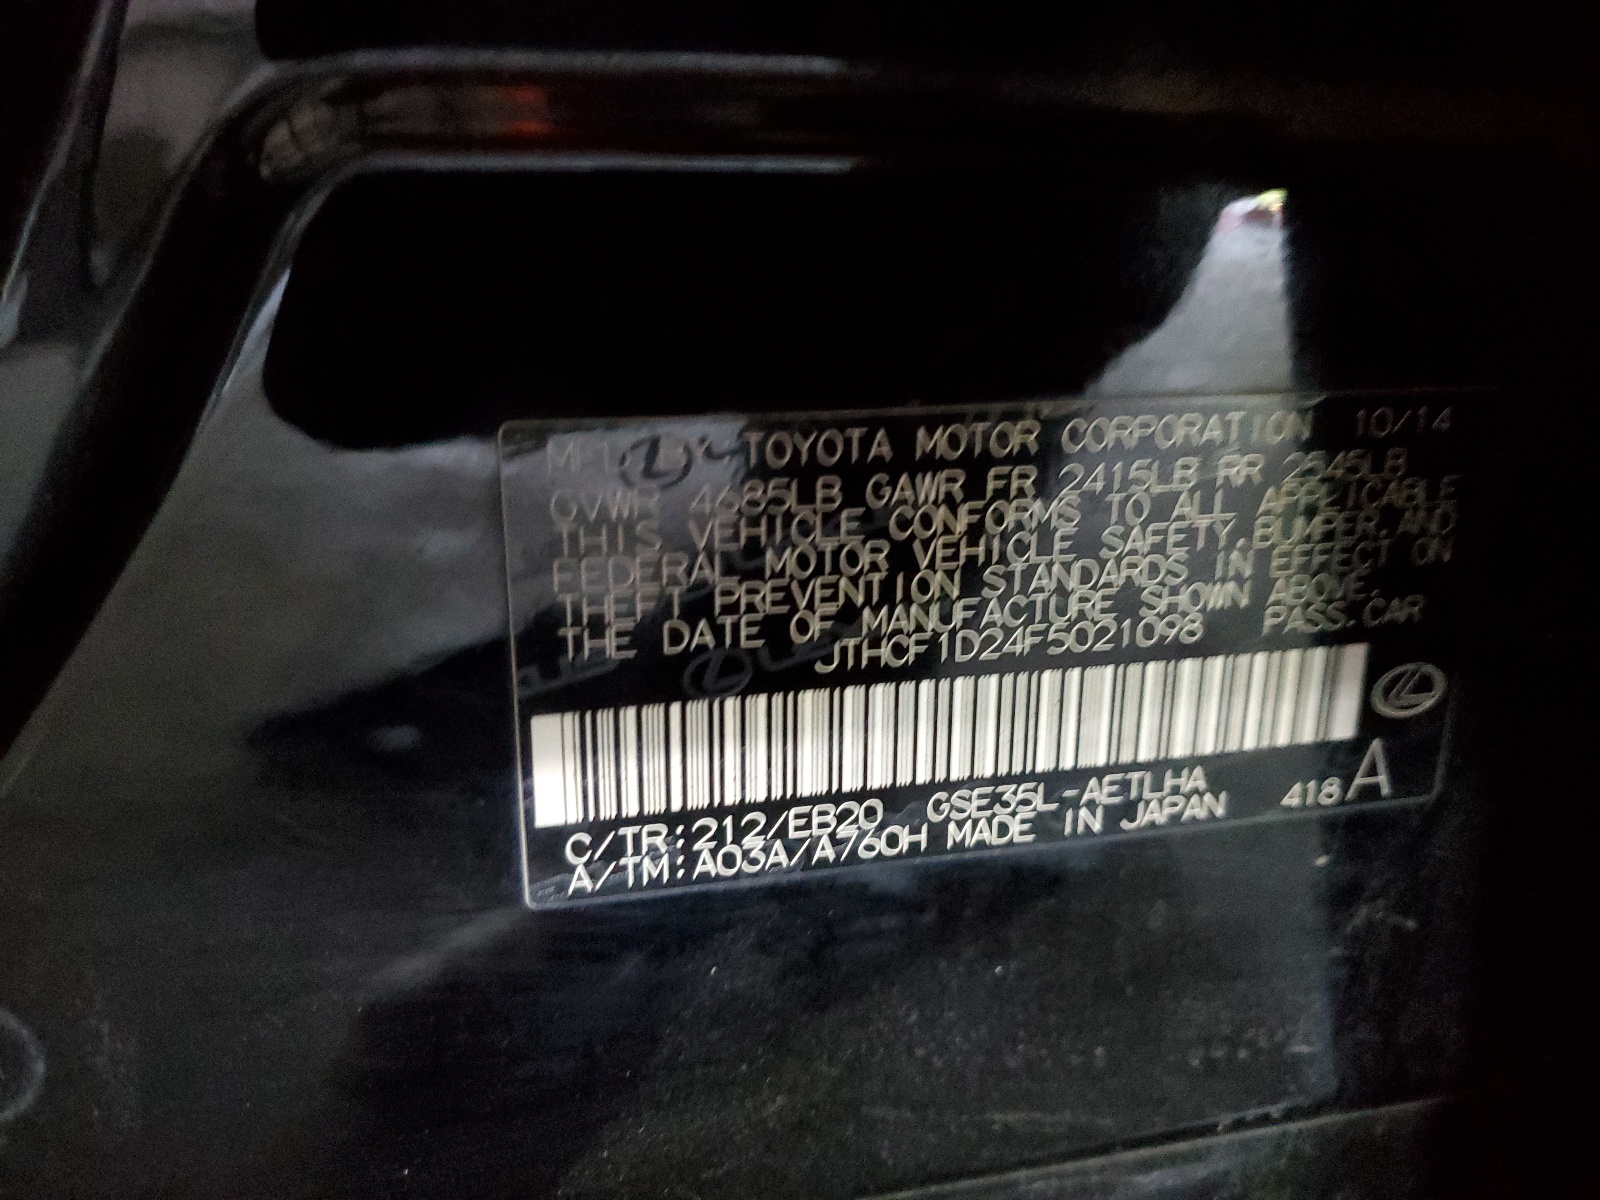 TOYOTA MOTOR CORPORATION 10/14
GVWR 4685LB GAWR FR 2415LB RR 2545LB
THIS VEHICLE CONFORMS TO ALL APPLICABLE
FEDERAL MOTOR VEHICLE SAFETY,BUMPER,AND
THEFT PREVENTION STANDARDS IN EFFECT ON
THE DATE OF MANUFACTURE SHOWN ABOVE.
JTHCF1D24F5021098 PASS.CAR
C/TR:212/EB20 GSE35L-AETLHA
A/TM:A03A/A760H MADE IN JAPAN 418A